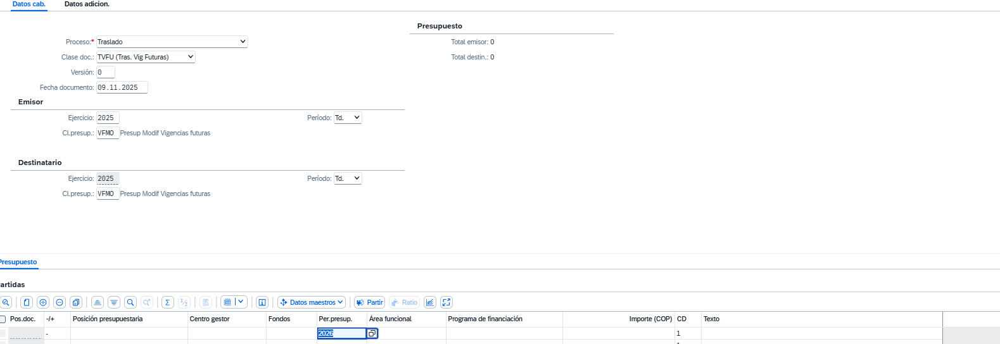 Datos cab. Datos adicion.
Presupuesto
Proceso:* Traslado Total emisor: 0
Clase doc.: TVFU (Tras. Vig Futuras) Total destin.: 0
Versión: 0
Fecha documento: 09.11.2025
Emisor
Ejercicio: 2025 Período: Td.
Cl.presup.: VFMO Presup Modif Vigencias futuras
Destinatario
Ejercicio: 2025 Período: Td.
Cl.presup.: VFMO Presup Modif Vigencias futuras
Presupuesto
artidas
Datos maestros Partir Ratio
Pos.doc. -/+ Posición presupuestaria Centro gestor Fondos Per.presup. Área funcional Programa de financiación Importe (COP) CD Texto
- 2026 1